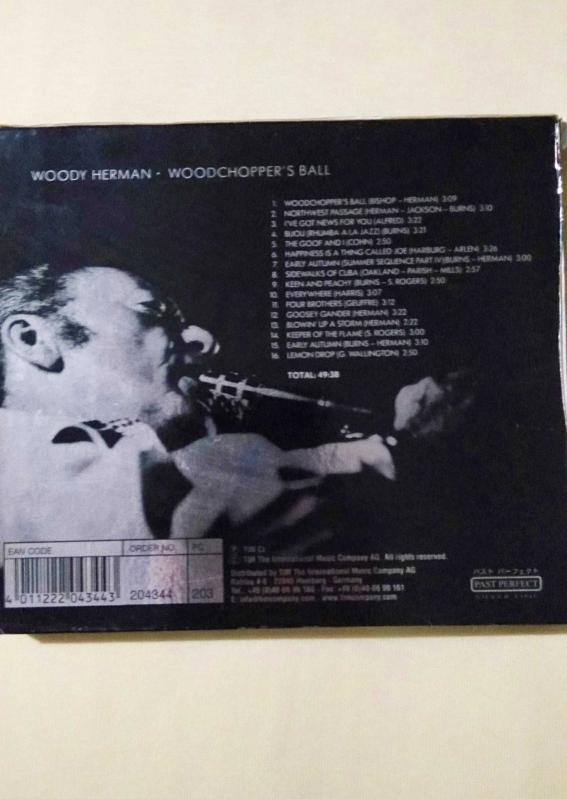 WOODY HERMAN · WOODCHOPPER'S BALL
1. WOODCHOPPER'S BALL (BISHOP – HERMAN) 3:09
2. NORTHWEST PASSAGE (HERMAN – JACKSON – BURNS) 3:10
3. I'VE GOT NEWS FOR YOU (ALFRED) 3:22
4. BIJOU (RHUMBA A LA JAZZ) (BURNS) 3:21
5. THE GOOF AND I (COHN) 2:50
6. HAPPINESS IS A THING CALLED JOE (HARBURG – ARLEN) 3:26
7. EARLY AUTUMN (SUMMER SEQUENCE PART IV)(BURNS – HERMAN) 3:00
8. SIDEWALKS OF CUBA (OAKLAND – PARISH – MILLS) 2:57
9. KEEN AND PEACHY (BURNS – S. ROGERS) 2:50
10. EVERYWHERE (HARRIS) 3:07
11. FOUR BROTHERS (GEUFFRE) 3:12
12. GOOSEY GANDER (HERMAN) 3:22
13. BLOWIN' UP A STORM (HERMAN) 2:22
14. KEEPER OF THE FLAME (S. ROGERS) 3:00
15. EARLY AUTUMN (BURNS – HERMAN) 3:10
16. LEMON DROP (G. WALLINGTON) 2:50
TOTAL: 49:38
EAN CODE ORDER NO. PC
4 011222 043443 204344 203
TIM The International Music Company AG. All rights reserved.
Distributed by TIM The International Music Company AG
Hamburg · Germany
パスト パーフェクト
PAST PERFECT
SILVER LINE